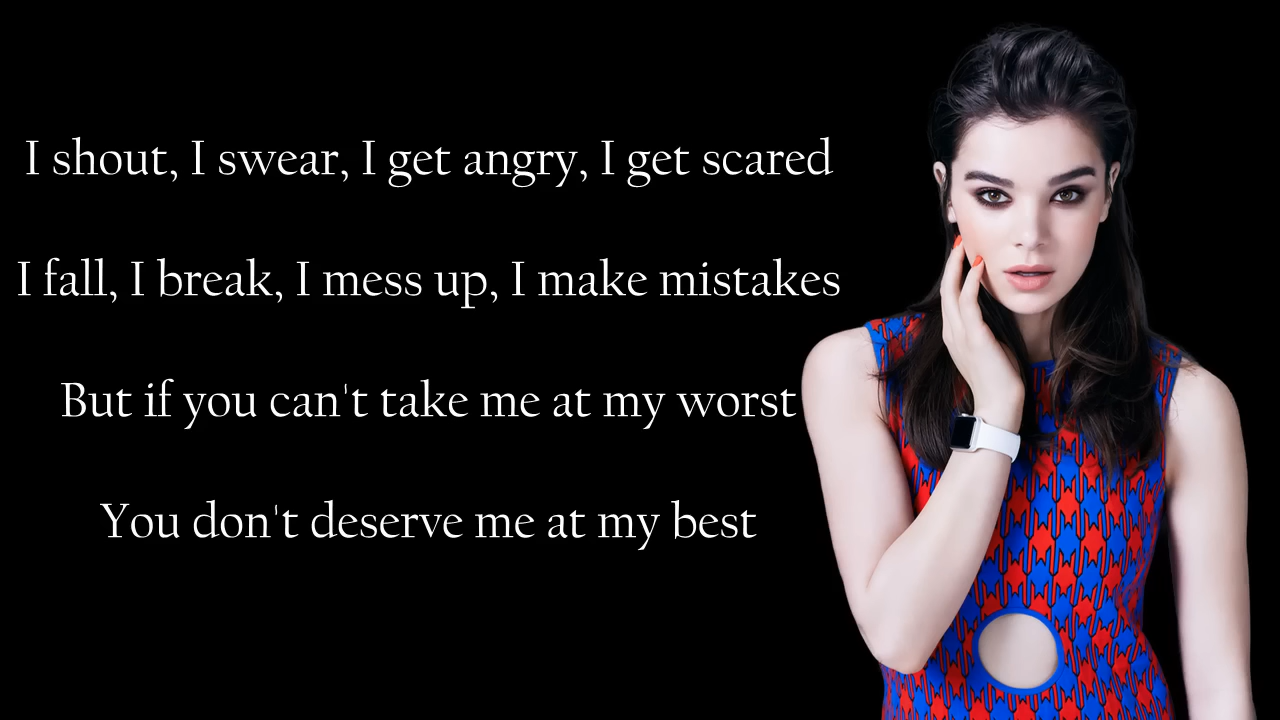 I shout, I swear, I get angry, I get scared
I fall, I break, I mess up, I make mistakes
But if you can't take me at my worst
You don't deserve me at my best